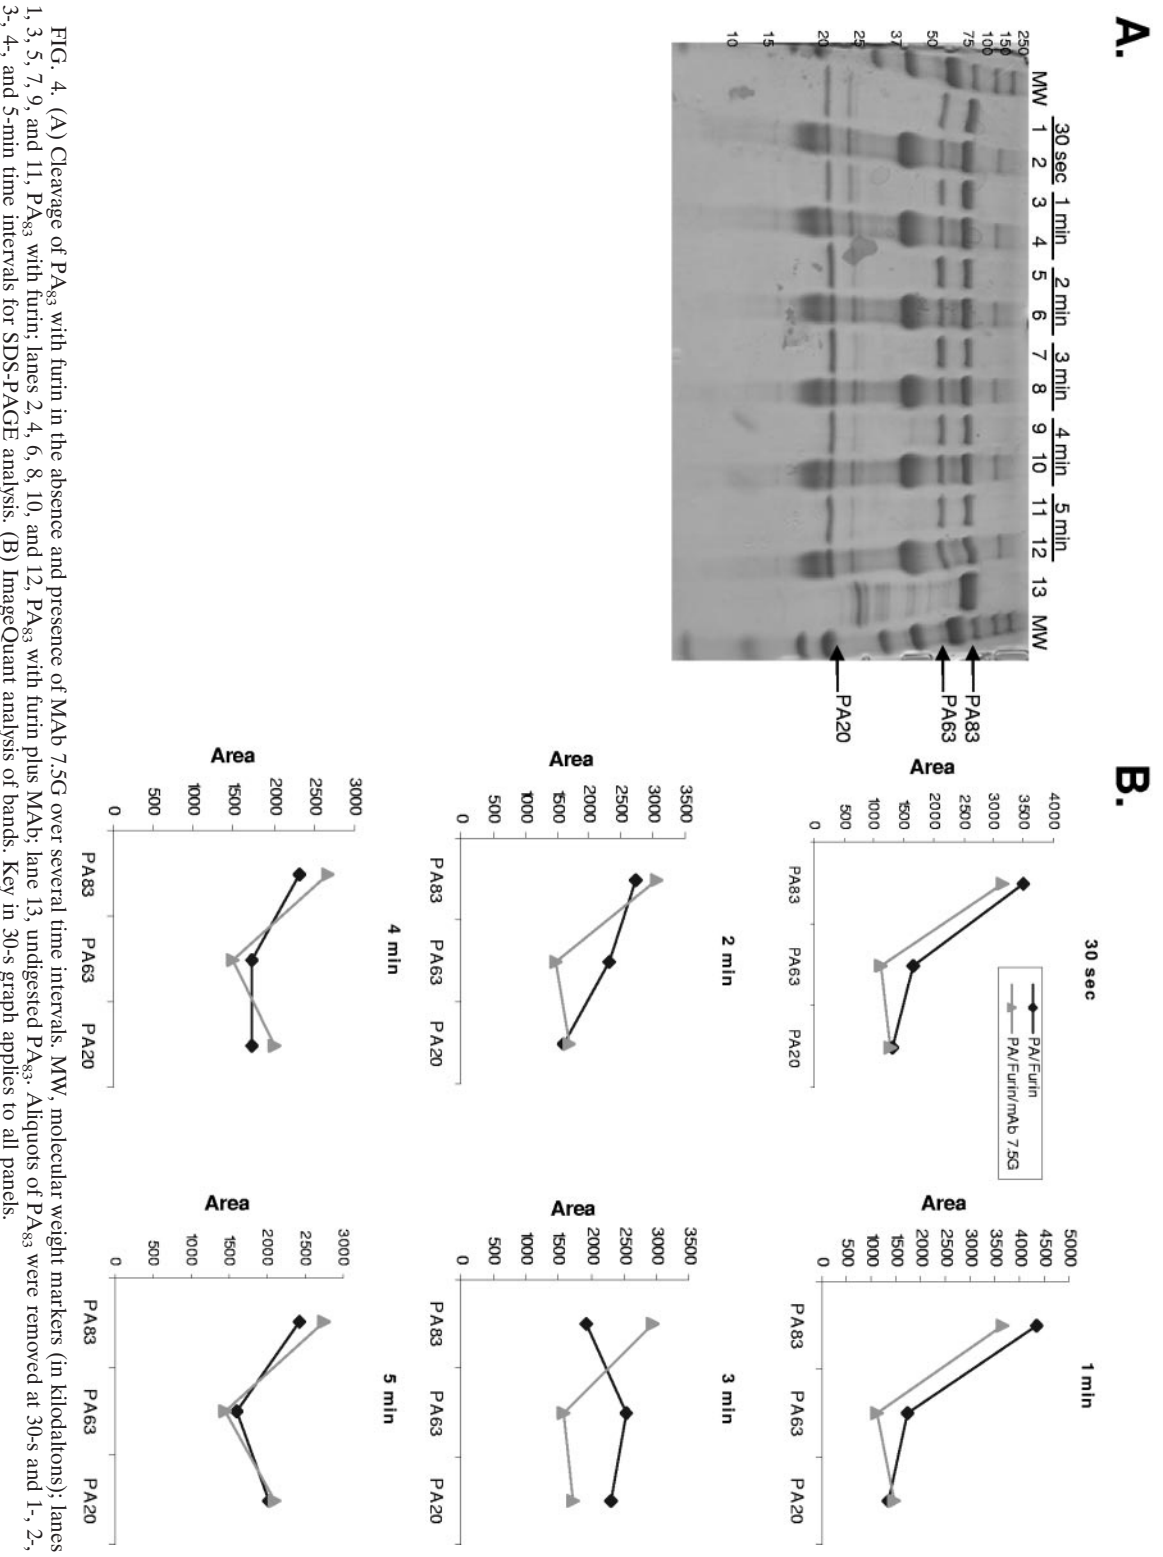 A.
250
150
100
75
50
37
25
20
15
10
MW 1 2 3 4 5 6 7 8 9 10 11 12 13 MW
30 sec 1 min 2 min 3 min 4 min 5 min
PA83
PA63
PA20
B.
30 sec
PA/Furin
PA/Furin/mAb 7.5G
Area
4000
3500
3000
2500
2000
1500
1000
500
0
PA83 PA63 PA20
1 min
Area
5000
4500
4000
3500
3000
2500
2000
1500
1000
500
0
PA83 PA63 PA20
2 min
Area
3500
3000
2500
2000
1500
1000
500
0
PA83 PA63 PA20
3 min
Area
3500
3000
2500
2000
1500
1000
500
0
PA83 PA63 PA20
4 min
Area
3000
2500
2000
1500
1000
500
0
PA83 PA63 PA20
5 min
Area
3000
2500
2000
1500
1000
500
0
PA83 PA63 PA20
FIG. 4. (A) Cleavage of PA83 with furin in the absence and presence of MAb 7.5G over several time intervals. MW, molecular weight markers (in kilodaltons); lanes
1, 3, 5, 7, 9, and 11, PA83 with furin; lanes 2, 4, 6, 8, 10, and 12, PA83 with furin plus MAb; lane 13, undigested PA83. Aliquots of PA83 were removed at 30-s and 1-, 2-,
3-, 4-, and 5-min time intervals for SDS-PAGE analysis. (B) ImageQuant analysis of bands. Key in 30-s graph applies to all panels.